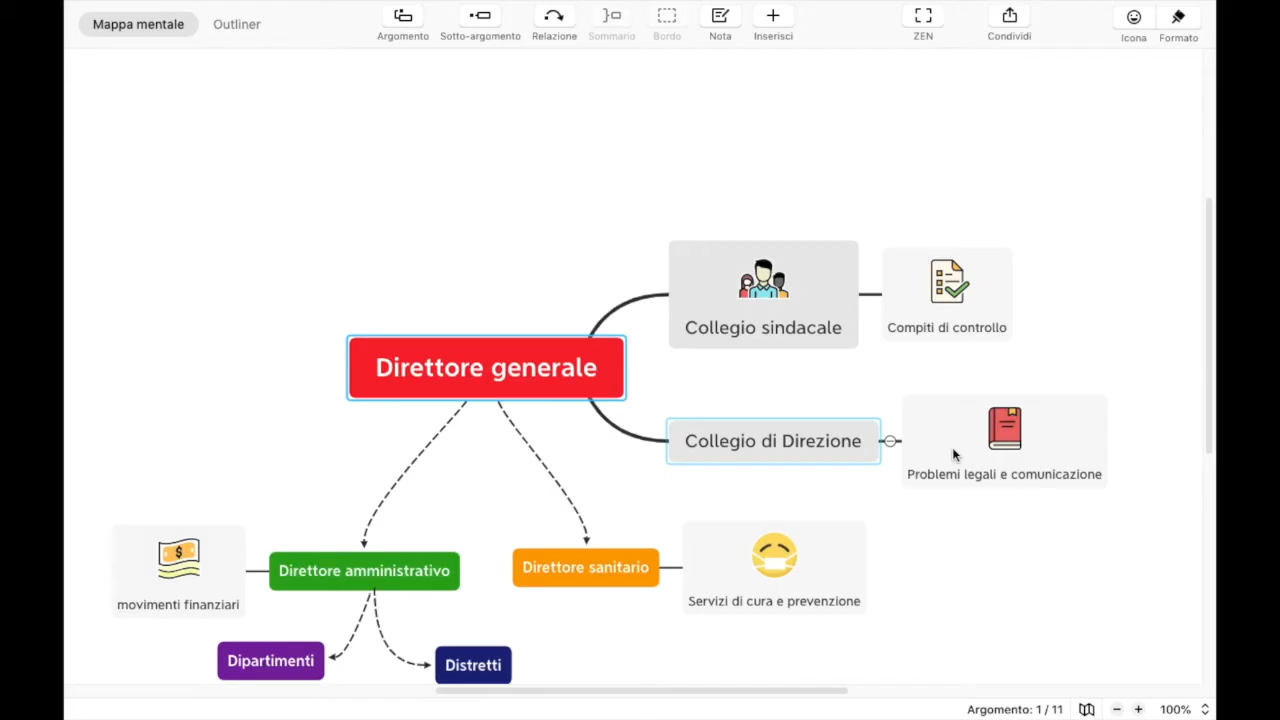 Mappa mentale
Outliner
Argomento
Sotto-argomento
Relazione
Sommario
Bordo
Nota
Inserisci
ZEN
Condividi
Icona
Formato
Collegio sindacale
Compiti di controllo
Direttore generale
Collegio di Direzione
Problemi legali e comunicazione
$
movimenti finanziari
Direttore amministrativo
Direttore sanitario
Servizi di cura e prevenzione
Dipartimenti
Distretti
Argomento: 1 / 11
100%